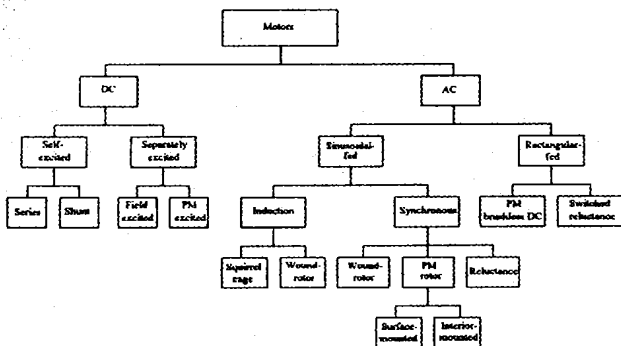 Motors
DC
AC
Self-
excited
Separately
excited
Sinusoidal-
fed
Rectangular-
fed
Series
Shunt
Field
excited
PM
excited
Induction
Synchronous
PM
brushless DC
Switched
reluctance
Squirrel
cage
Wound-
rotor
Wound-
rotor
PM
rotor
Reluctance
Surface-
mounted
Interior-
mounted